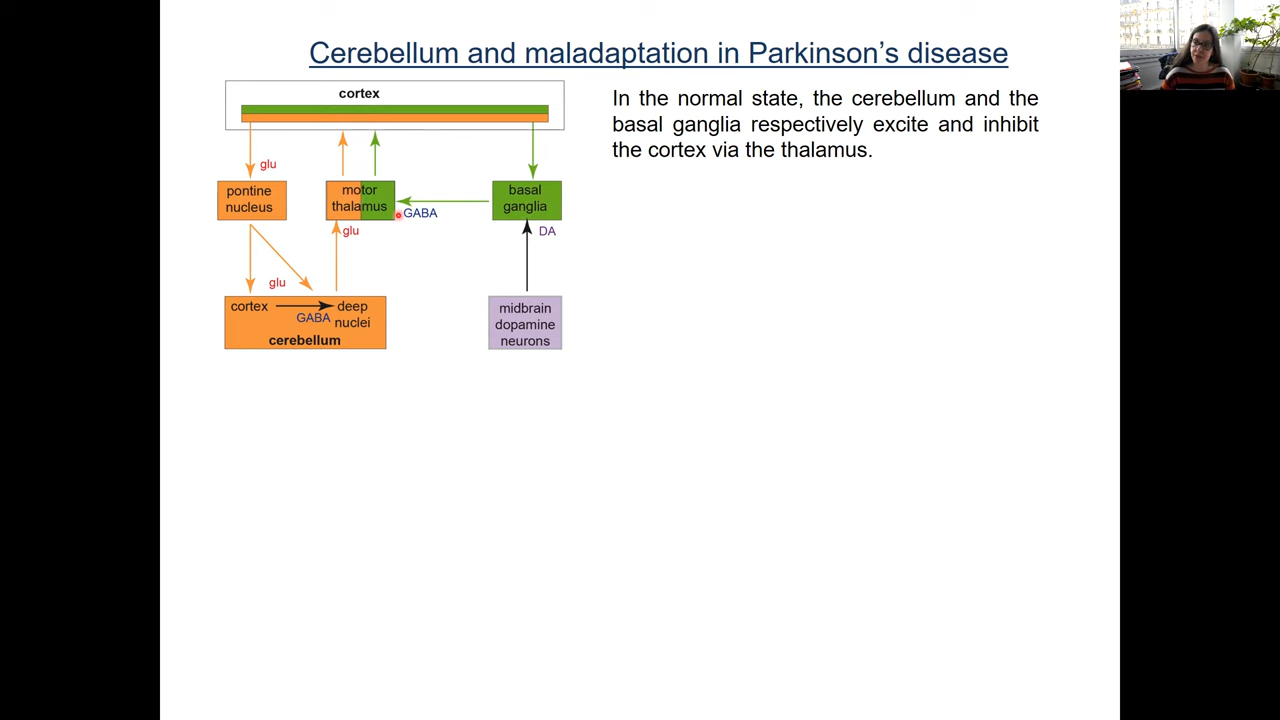 Cerebellum and maladaptation in Parkinson's disease
cortex
In the normal state, the cerebellum and the
basal ganglia respectively excite and inhibit
the cortex via the thalamus.
glu
pontine
nucleus
motor
thalamus
GABA
basal
ganglia
glu
DA
glu
cortex
deep
nuclei
GABA
cerebellum
midbrain
dopamine
neurons